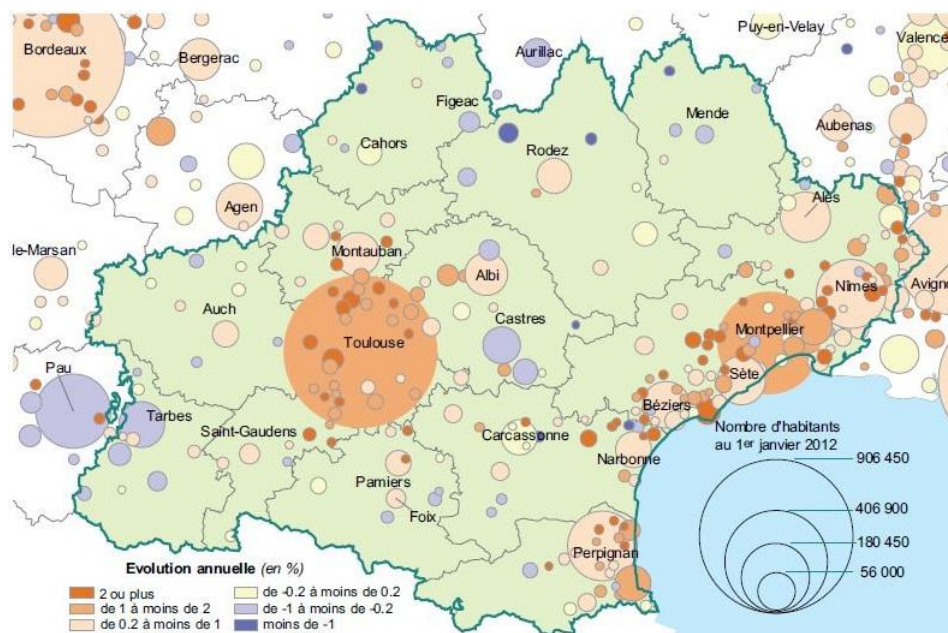 Puy-en-Velay
Bordeaux
Valence
Aurillac
Bergerac
Figeac
Mende
Aubenas
Cahors
Rodez
Agen
Alès
le-Marsan
Montauban
Albi
Nîmes
Avigno
Auch
Castres
Montpellier
Toulouse
Pau
Sète
Béziers
Tarbes
Saint-Gaudens
Carcassonne
Nombre d'habitants
au 1er janvier 2012
Narbonne
906 450
Pamiers
Foix
406 900
180 450
Perpignan
56 000
Evolution annuelle (en %)
2 ou plus
de 1 à moins de 2
de 0.2 à moins de 1
de -0.2 à moins de 0.2
de -1 à moins de -0.2
moins de -1